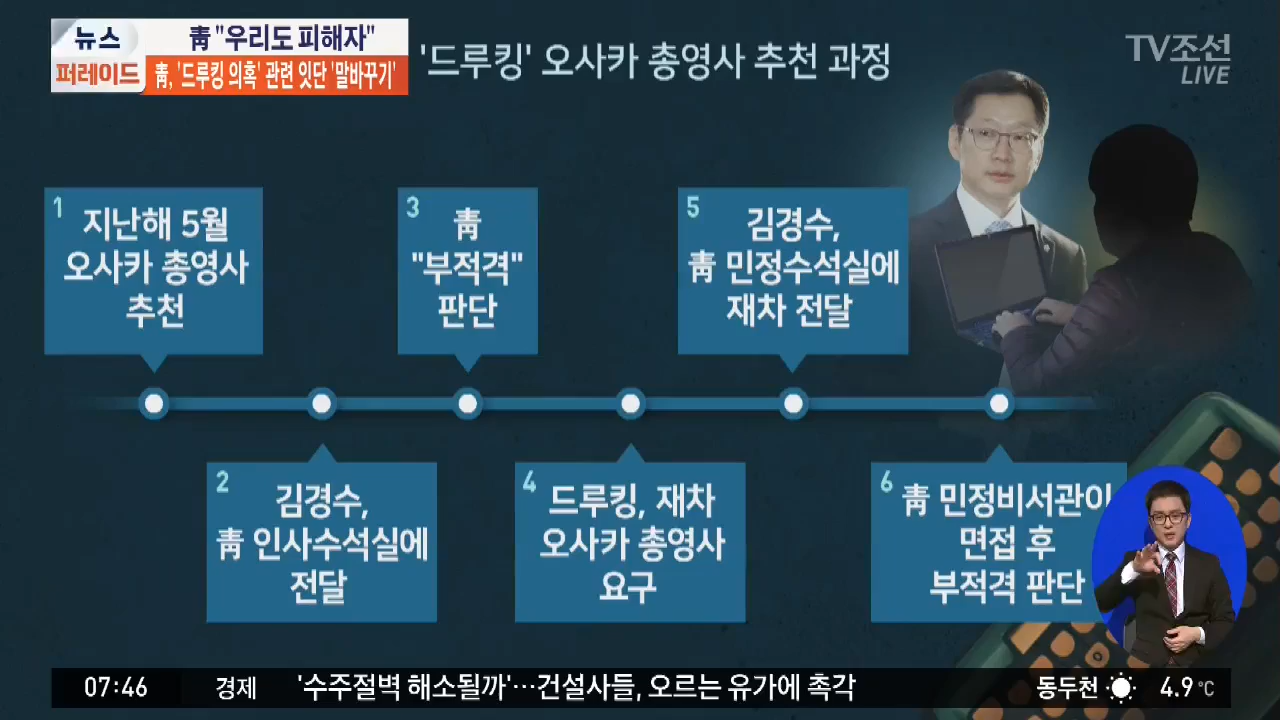 뉴스
퍼레이드
靑 "우리도 피해자"
靑, '드루킹 의혹' 관련 잇단 '말바꾸기'
'드루킹' 오사카 총영사 추천 과정
TV조선
LIVE
1
지난해 5월
오사카 총영사
추천
2
김경수,
靑 인사수석실에
전달
3
靑
"부적격"
판단
4
드루킹, 재차
오사카 총영사
요구
5
김경수,
靑 민정수석실에
재차 전달
6
靑 민정비서관이
면접 후
부적격 판단
07:46 경제 '수주절벽 해소될까'…건설사들, 오르는 유가에 촉각 동두천 4.9℃